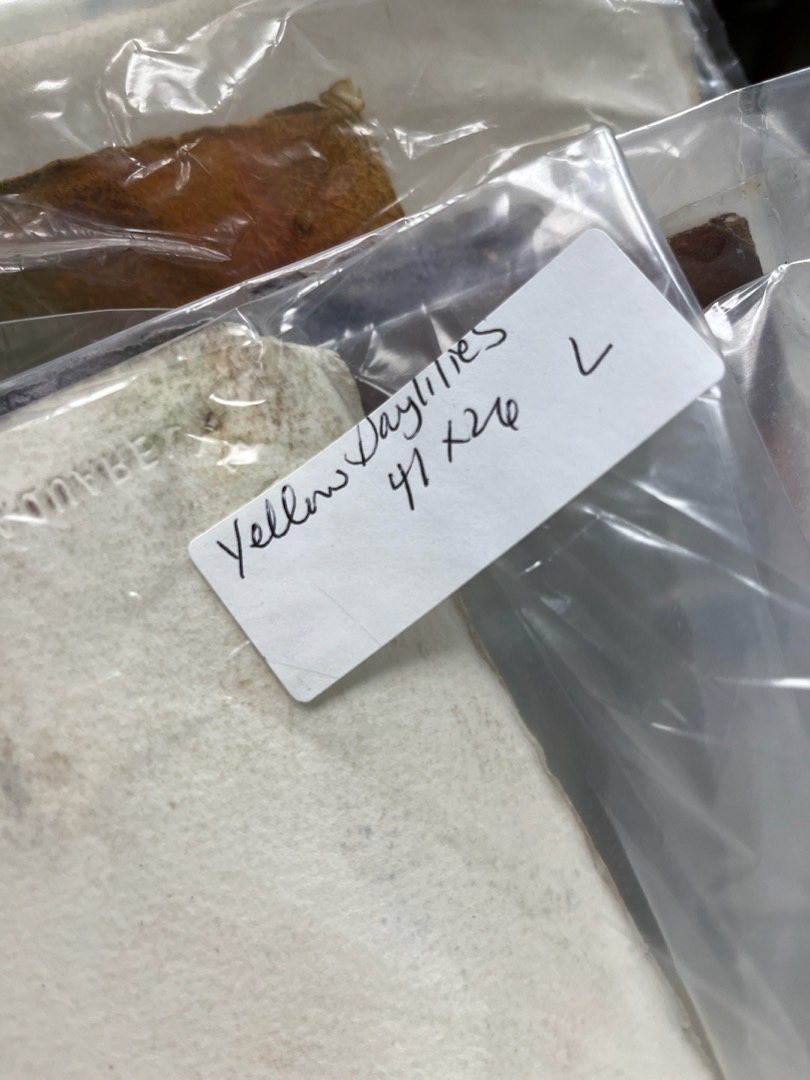 Yellow Daylilies
41 x 26
L